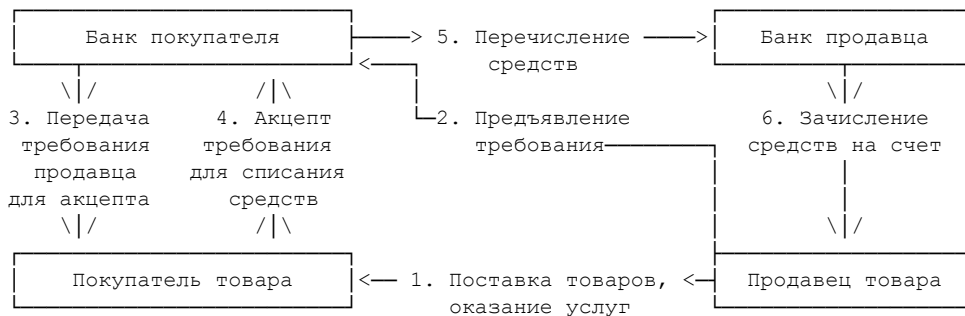 Банк покупателя
5. Перечисление средств
Банк продавца
3. Передача
требования
продавца
для акцепта
4. Акцепт
требования
для списания
средств
2. Предъявление
требования
6. Зачисление
средств на счет
Покупатель товара
1. Поставка товаров,
оказание услуг
Продавец товара